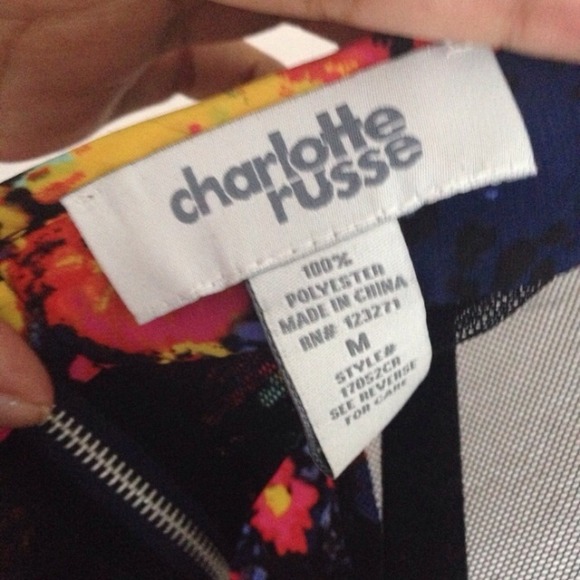 charlotte
russe
100%
POLYESTER
MADE IN CHINA
RN# 123271
M
STYLE#
17052CR
SEE REVERSE
FOR CARE